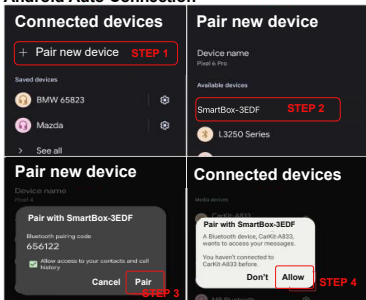 Android Auto Connection
Connected devices
+ Pair new device STEP 1
Saved devices
BMW 65823
Mazda
> See all
Pair new device
Device name
Pixel 6 Pro
Available devices
SmartBox-3EDF STEP 2
L3250 Series
Pair new device
Device name
Pixel 4
Pair with SmartBox-3EDF
Bluetooth pairing code
656122
Allow access to your contacts and call
history
Cancel Pair
STEP 3
Connected devices
Media devices
CarKit-A833
Pair with SmartBox-3EDF
A Bluetooth device, CarKit-A833,
wants to access your messages.
You haven't connected to
CarKit-A833 before.
Don't Allow
STEP 4